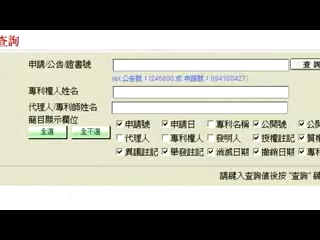 查詢
申請/公告/證書號 查詢
(ex.公告號：I245800 或 申請號：094100427)
專利權人姓名
代理人/專利師姓名
簡目顯示欄位
全選 全不選
申請號 申請日 專利名稱 公開號
代理人 專利權人 發明人 授權註記
異議註記 舉發註記 消滅日期 撤銷日期
請鍵入查詢值後按 "查詢" 鍵